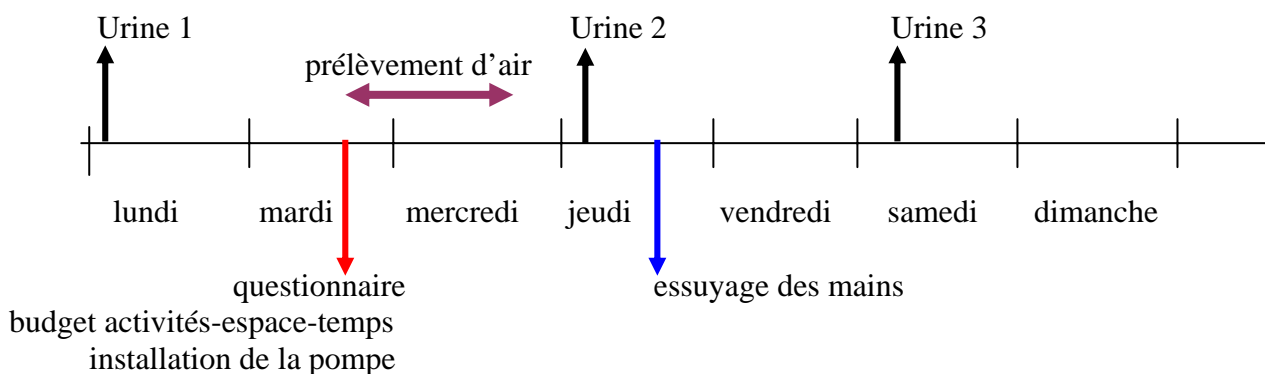 Urine 1
Urine 2
Urine 3
prélèvement d’air
lundi
mardi
mercredi
jeudi
vendredi
samedi
dimanche
questionnaire
budget activités-espace-temps
installation de la pompe
essuyage des mains